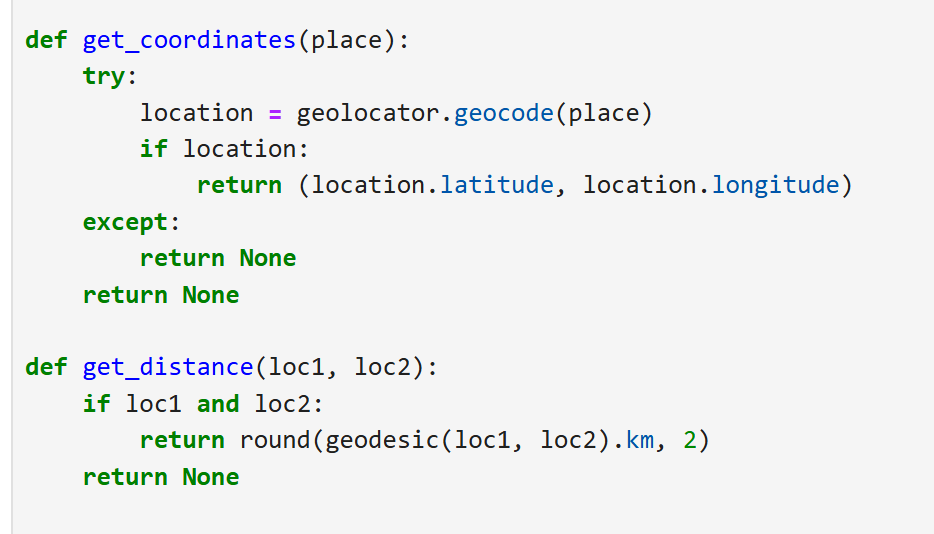 def get_coordinates(place):
    try:
        location = geolocator.geocode(place)
        if location:
            return (location.latitude, location.longitude)
    except:
        return None
    return None

def get_distance(loc1, loc2):
    if loc1 and loc2:
        return round(geodesic(loc1, loc2).km, 2)
    return None